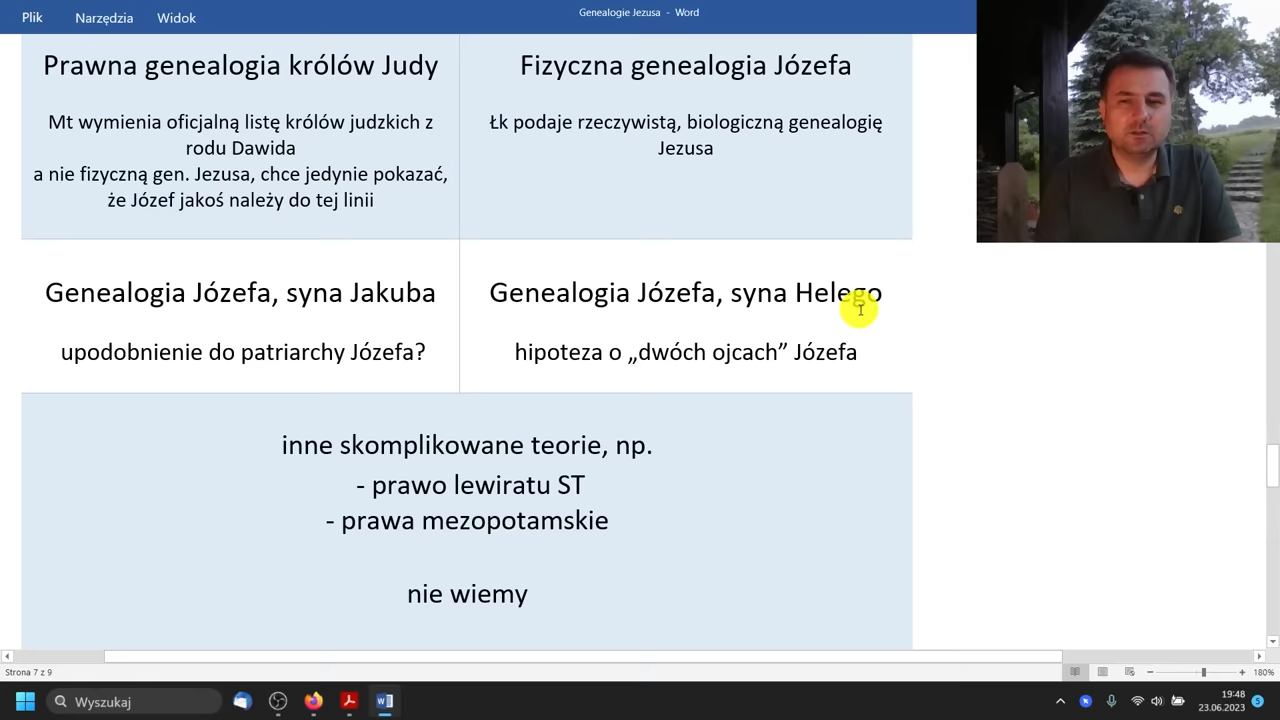 Genealogie Jezusa - Word
Plik Narzędzia Widok
Prawna genealogia królów Judy
Mt wymienia oficjalną listę królów judzkich z
rodu Dawida
a nie fizyczną gen. Jezusa, chce jedynie pokazać,
że Józef jakoś należy do tej linii
Fizyczna genealogia Józefa
Łk podaje rzeczywistą, biologiczną genealogię
Jezusa
Genealogia Józefa, syna Jakuba
upodobnienie do patriarchy Józefa?
Genealogia Józefa, syna Helego
hipoteza o „dwóch ojcach” Józefa
inne skomplikowane teorie, np.
- prawo lewiratu ST
- prawa mezopotamskie
nie wiemy
Strona 7 z 9
180%
Wyszukaj
19:48
23.06.2023
5